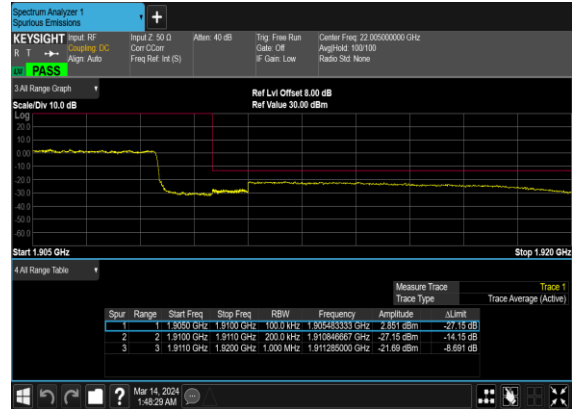 Spectrum Analyzer 1
Spurious Emissions
KEYSIGHT Input: RF Input Z: 50 Ω Atten: 40 dB Trig: Free Run Center Freq: 22.005000000 GHz
R T Coupling: DC Corr CCorr Gate: Off Avg|Hold: 100/100
Align: Auto Freq Ref: Int (S) IF Gain: Low Radio Std: None
PASS
3 All Range Graph
Ref Lvl Offset 8.00 dB
Scale/Div 10.0 dB Ref Value 30.00 dBm
Log
20.0
10.0
0.00
-10.0
-20.0
-30.0
-40.0
-50.0
-60.0
Start 1.905 GHz Stop 1.920 GHz
4 All Range Table
Measure Trace Trace 1
Trace Type Trace Average (Active)
Spur Range Start Freq Stop Freq RBW Frequency Amplitude ΔLimit
1 1 1.9050 GHz 1.9100 GHz 100.0 kHz 1.905483333 GHz 2.851 dBm -27.15 dB
2 2 1.9100 GHz 1.9110 GHz 200.0 kHz 1.910846667 GHz -27.15 dBm -14.15 dB
3 3 1.9110 GHz 1.9200 GHz 1.000 MHz 1.911285000 GHz -21.69 dBm -8.691 dB
? Mar 14, 2024
1:48:29 AM